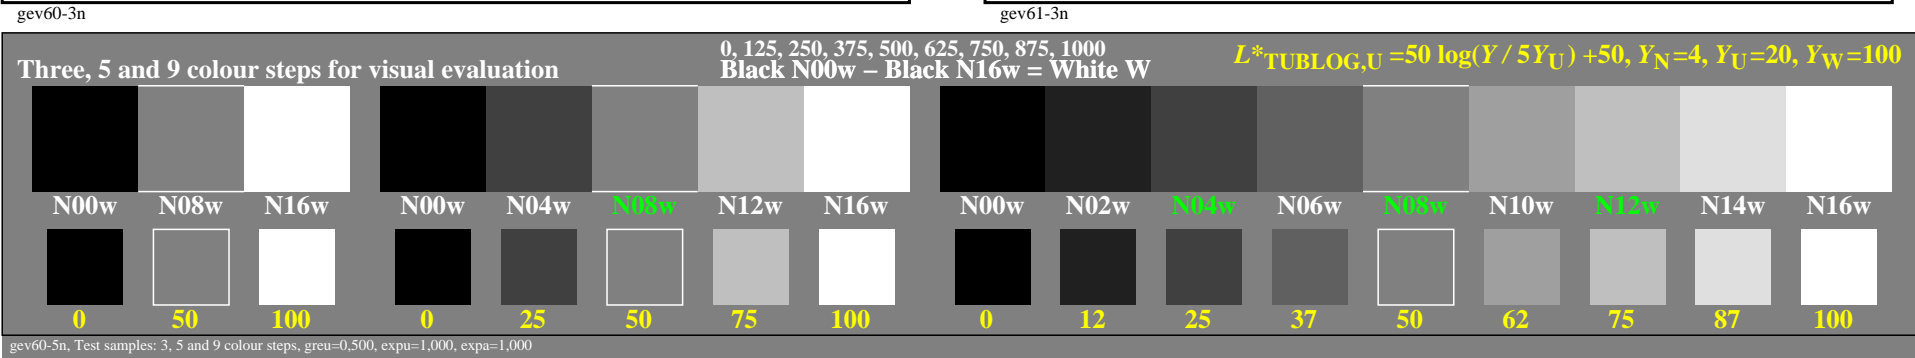 gev60-3n gev61-3n
0, 125, 250, 375, 500, 625, 750, 875, 1000
Three, 5 and 9 colour steps for visual evaluation Black N00w – Black N16w = White W L*TUBLOG,U =50 log(Y / 5YU) +50, YN=4, YU=20, YW=100
N00w N08w N16w N00w N04w N08w N12w N16w N00w N02w N04w N06w N08w N10w N12w N14w N16w
0 50 100 0 25 50 75 100 0 12 25 37 50 62 75 87 100
gev60-5n, Test samples: 3, 5 and 9 colour steps, greu=0,500, expu=1,000, expa=1,000